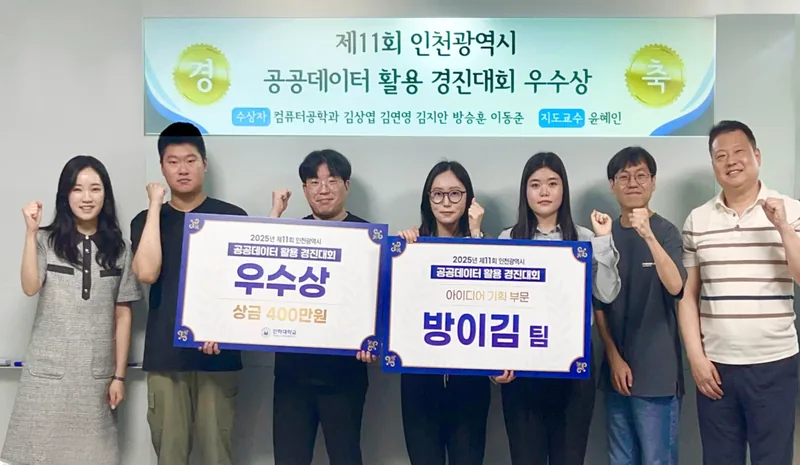 제11회 인천광역시
경 공공데이터 활용 경진대회 우수상 축
수상자 컴퓨터공학과 김상엽 김연영 김지안 방승훈 이동준 지도교수 윤혜인
2025년 제11회 인천광역시
공공데이터 활용 경진대회
우수상
상금 400만원
인하대학교
2025년 제11회 인천광역시
공공데이터 활용 경진대회
아이디어 기획 부문
방이김 팀